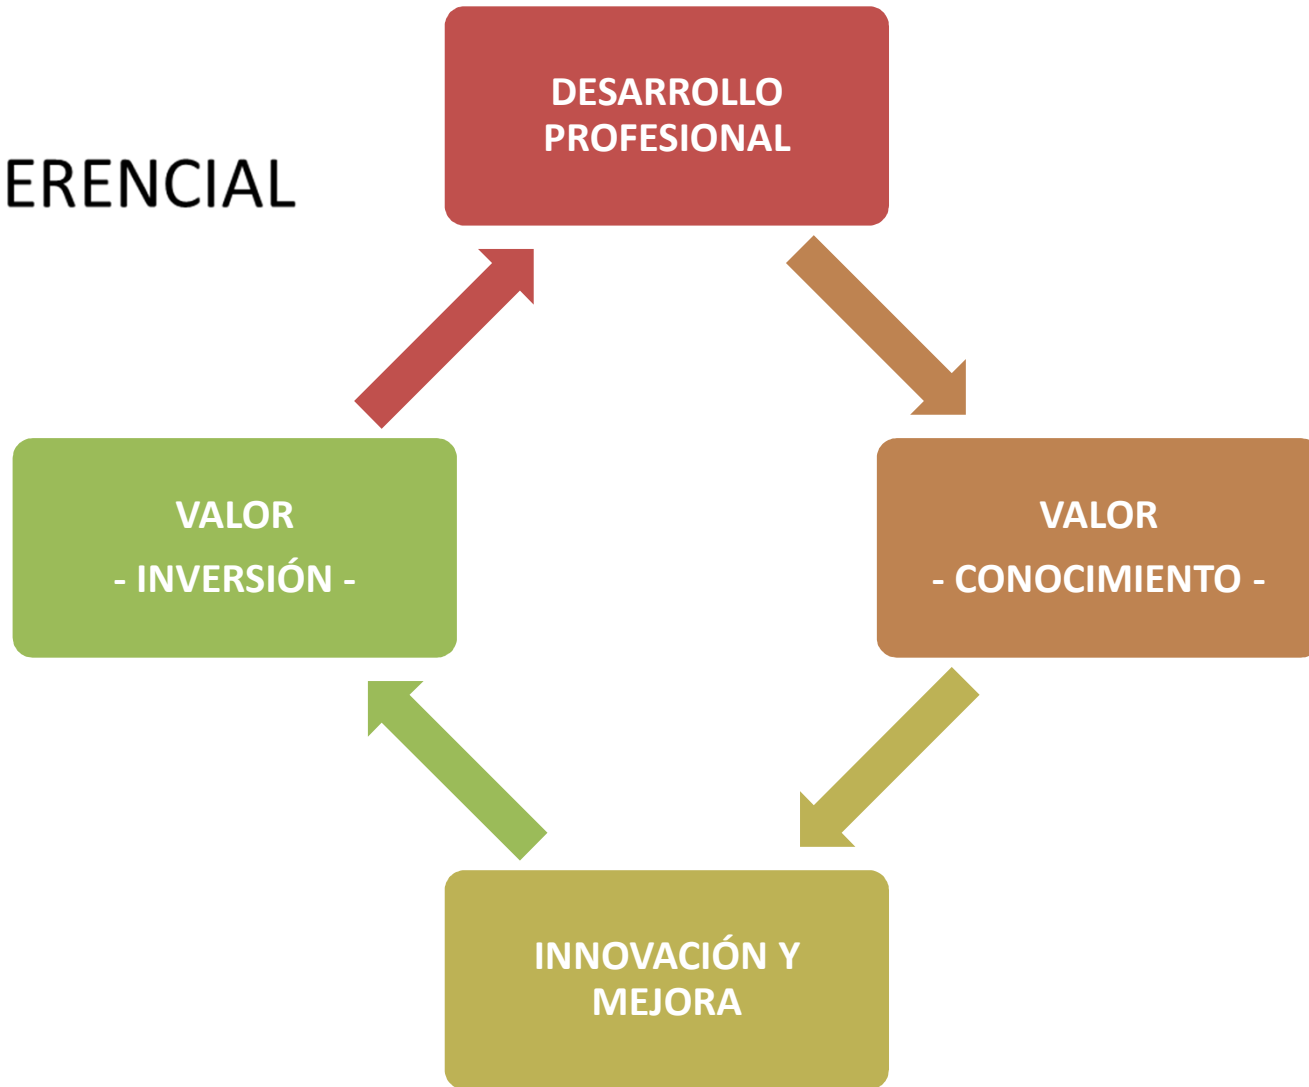 DESARROLLO
PROFESIONAL
ERENCIAL
VALOR
- INVERSIÓN -
VALOR
- CONOCIMIENTO -
INNOVACIÓN Y
MEJORA